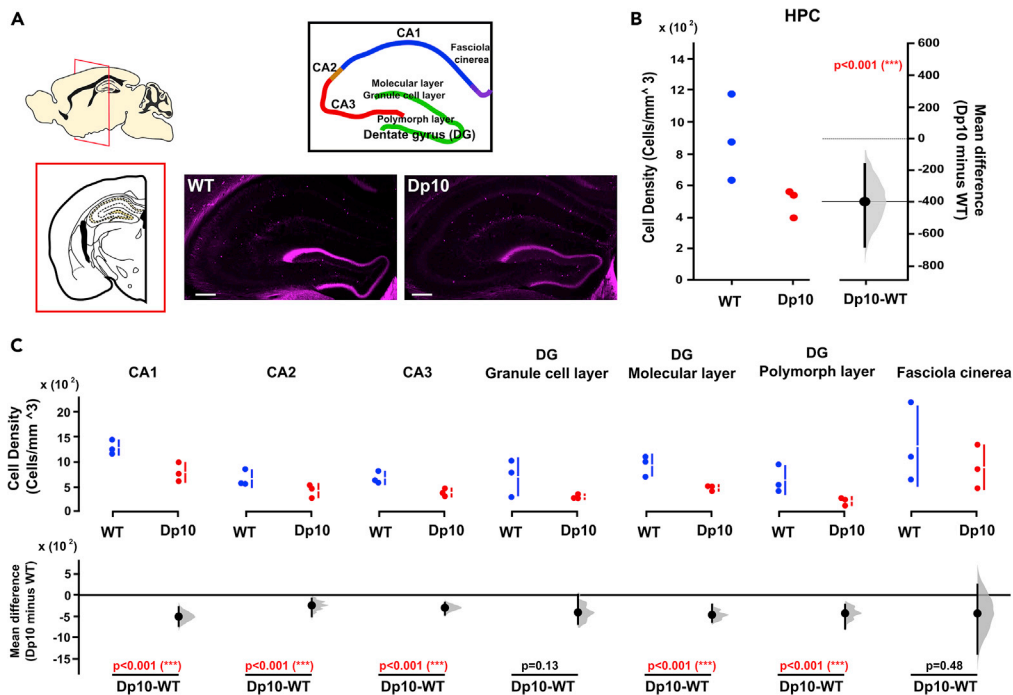 A
CA1
CA2
Fasciola
cinerea
Molecular layer
Granule cell layer
CA3
Polymorph layer
Dentate gyrus (DG)
WT
Dp10
B
HPC
x (10²)
Cell Density (Cells/mm^ 3)
14
12
10
8
6
4
2
0
WT
Dp10
p<0.001 (***)
600
400
200
0
-200
-400
-600
-800
Mean difference
(Dp10 minus WT)
Dp10-WT
C
x (10²)
Cell Density
(Cells/mm ^3)
20
15
10
5
0
CA1
CA2
CA3
DG
Granule cell layer
DG
Molecular layer
DG
Polymorph layer
Fasciola cinerea
WT Dp10
WT Dp10
WT Dp10
WT Dp10
WT Dp10
WT Dp10
WT Dp10
x (10²)
Mean difference
(Dp10 minus WT)
5
0
-5
-10
-15
p<0.001 (***)
p<0.001 (***)
p<0.001 (***)
p=0.13
p<0.001 (***)
p<0.001 (***)
p=0.48
Dp10-WT
Dp10-WT
Dp10-WT
Dp10-WT
Dp10-WT
Dp10-WT
Dp10-WT